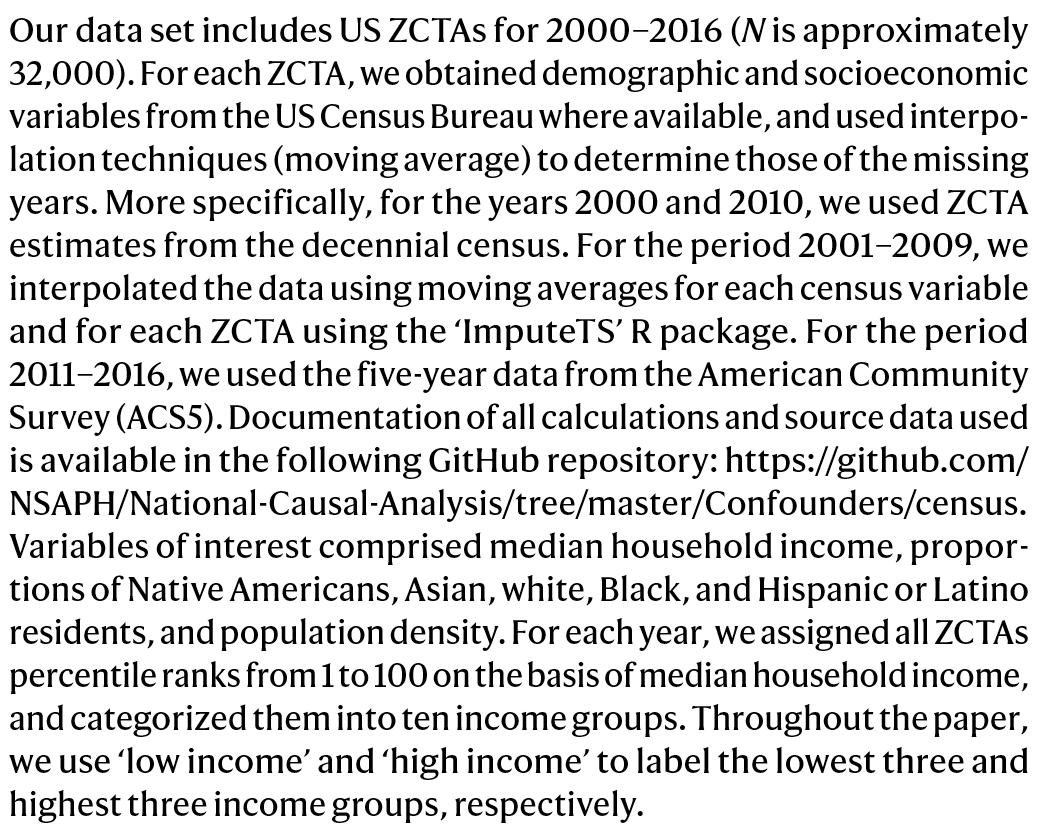 Our data set includes US ZCTAs for 2000–2016 (N is approximately
32,000). For each ZCTA, we obtained demographic and socioeconomic
variables from the US Census Bureau where available, and used interpo-
lation techniques (moving average) to determine those of the missing
years. More specifically, for the years 2000 and 2010, we used ZCTA
estimates from the decennial census. For the period 2001–2009, we
interpolated the data using moving averages for each census variable
and for each ZCTA using the ‘ImputeTS’ R package. For the period
2011–2016, we used the five-year data from the American Community
Survey (ACS5). Documentation of all calculations and source data used
is available in the following GitHub repository: https://github.com/
NSAPH/National-Causal-Analysis/tree/master/Confounders/census.
Variables of interest comprised median household income, propor-
tions of Native Americans, Asian, white, Black, and Hispanic or Latino
residents, and population density. For each year, we assigned all ZCTAs
percentile ranks from 1 to 100 on the basis of median household income,
and categorized them into ten income groups. Throughout the paper,
we use ‘low income’ and ‘high income’ to label the lowest three and
highest three income groups, respectively.